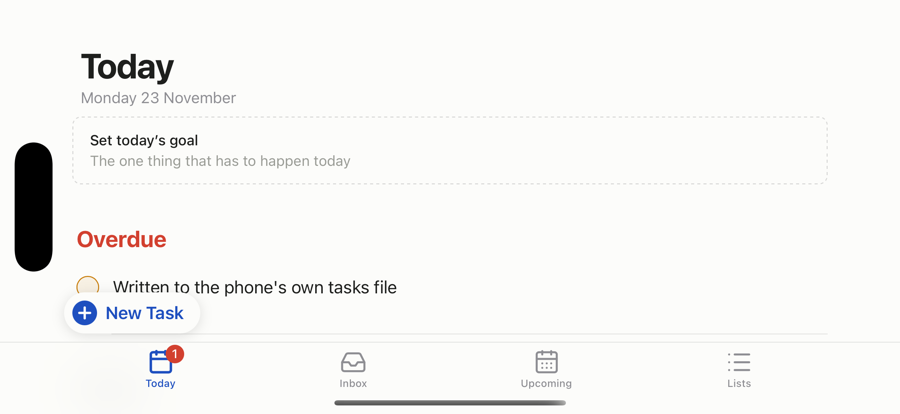 Today
Monday 23 November
Set today’s goal
The one thing that has to happen today
Overdue
Written to the phone's own tasks file
New Task
1
Today
Inbox
Upcoming
Lists